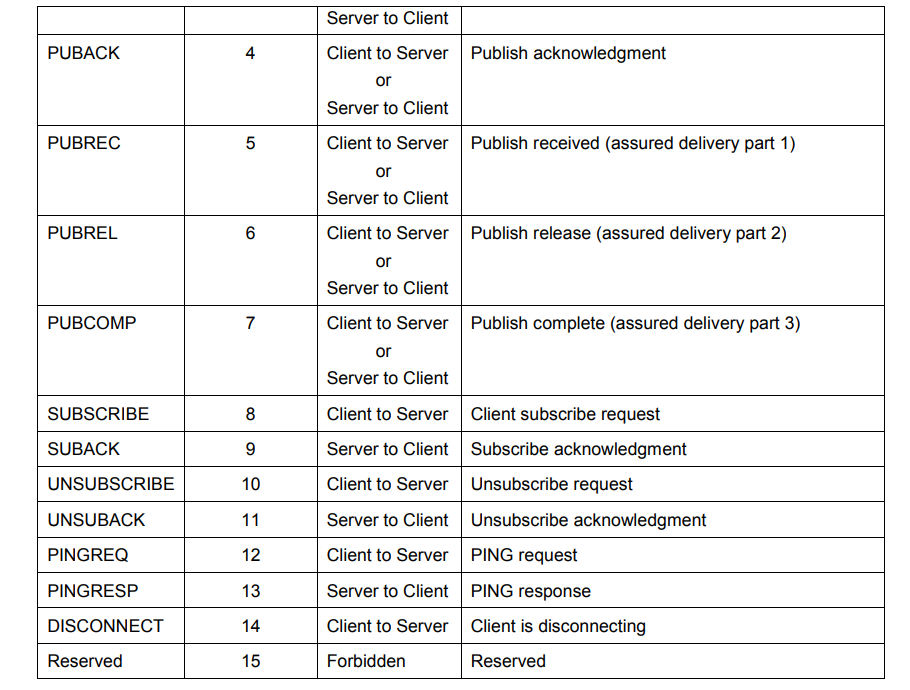 Server to Client
PUBACK 4 Client to Server Publish acknowledgment
or
Server to Client
PUBREC 5 Client to Server Publish received (assured delivery part 1)
or
Server to Client
PUBREL 6 Client to Server Publish release (assured delivery part 2)
or
Server to Client
PUBCOMP 7 Client to Server Publish complete (assured delivery part 3)
or
Server to Client
SUBSCRIBE 8 Client to Server Client subscribe request
SUBACK 9 Server to Client Subscribe acknowledgment
UNSUBSCRIBE 10 Client to Server Unsubscribe request
UNSUBACK 11 Server to Client Unsubscribe acknowledgment
PINGREQ 12 Client to Server PING request
PINGRESP 13 Server to Client PING response
DISCONNECT 14 Client to Server Client is disconnecting
Reserved 15 Forbidden Reserved